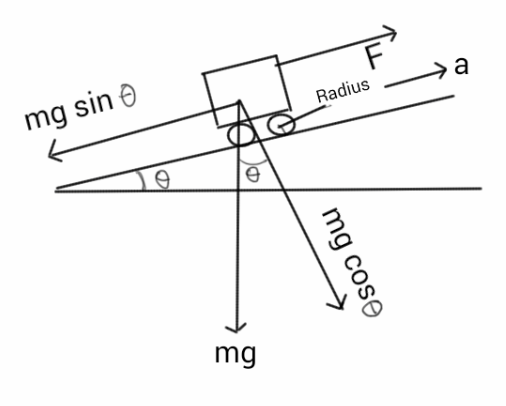 F
a
Radius
mg sin θ
θ
θ
mg cosθ
mg